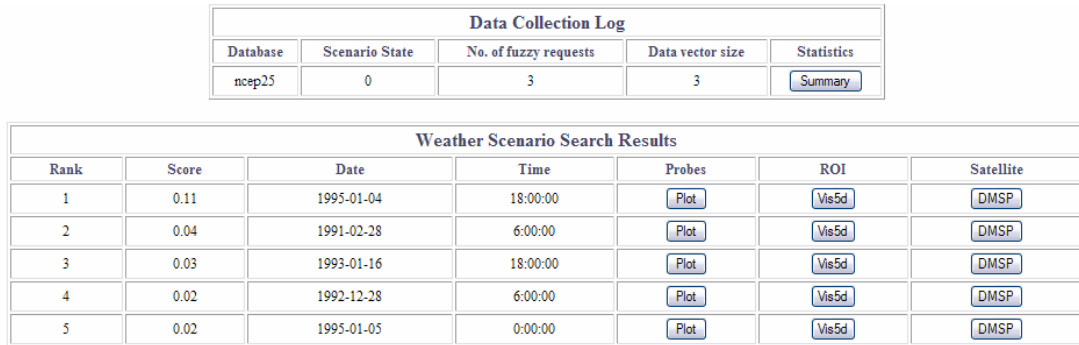 Data Collection Log
Database Scenario State No. of fuzzy requests Data vector size Statistics
ncep25 0 3 3 Summary
Weather Scenario Search Results
Rank Score Date Time Probes ROI Satellite
1 0.11 1995-01-04 18:00:00 Plot Vis5d DMSP
2 0.04 1991-02-28 6:00:00 Plot Vis5d DMSP
3 0.03 1993-01-16 18:00:00 Plot Vis5d DMSP
4 0.02 1992-12-28 6:00:00 Plot Vis5d DMSP
5 0.02 1995-01-05 0:00:00 Plot Vis5d DMSP